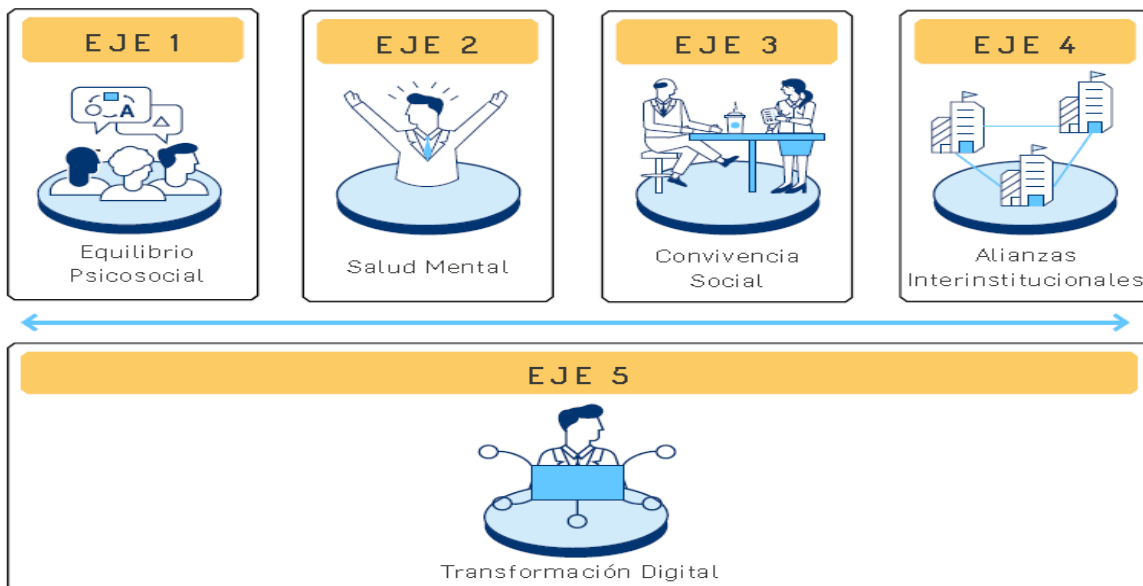 EJE 1
EJE 2
EJE 3
EJE 4
A
Equilibrio
Psicosocial
Salud Mental
Convivencia
Social
Alianzas
Interinstitucionales
EJE 5
Transformación Digital